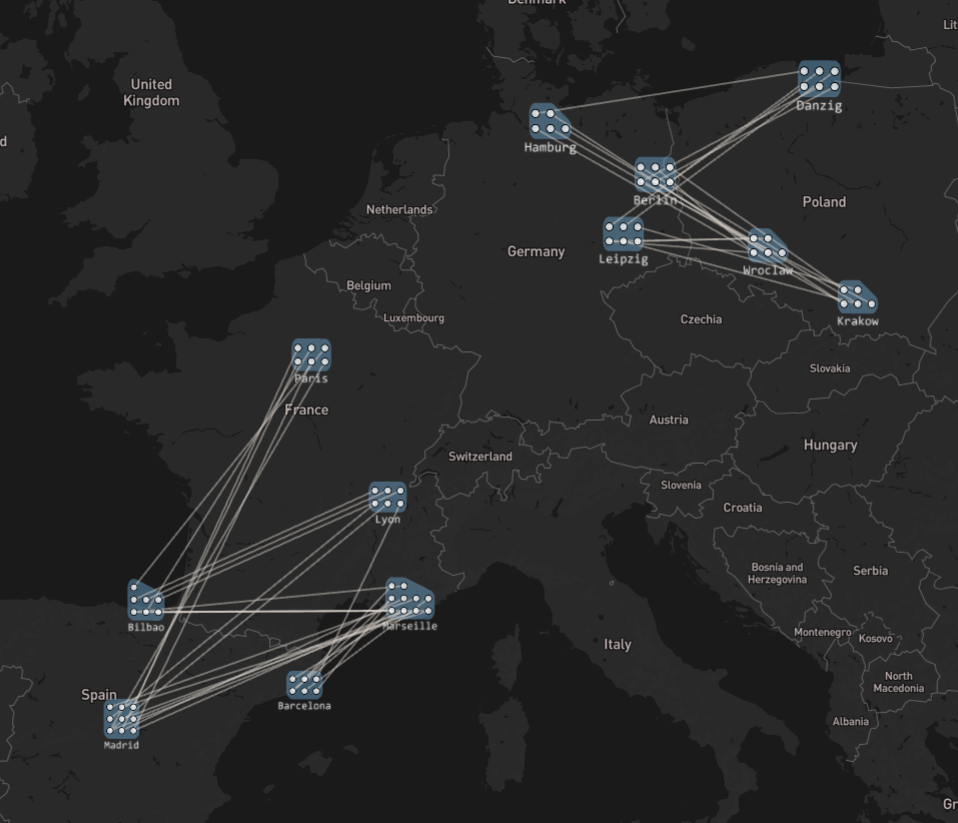 Denmark
Lit
United
Kingdom
d
Danzig
Hamburg
Berlin
Netherlands
Poland
Germany
Leipzig
Wroclaw
Belgium
Luxembourg
Czechia
Krakow
Paris
France
Slovakia
Austria
Switzerland
Hungary
Slovenia
Lyon
Croatia
Bosnia and
Herzegovina
Serbia
Bilbao
Marseille
Montenegro
Kosovo
Italy
Spain
North
Macedonia
Barcelona
Albania
Madrid
Gr